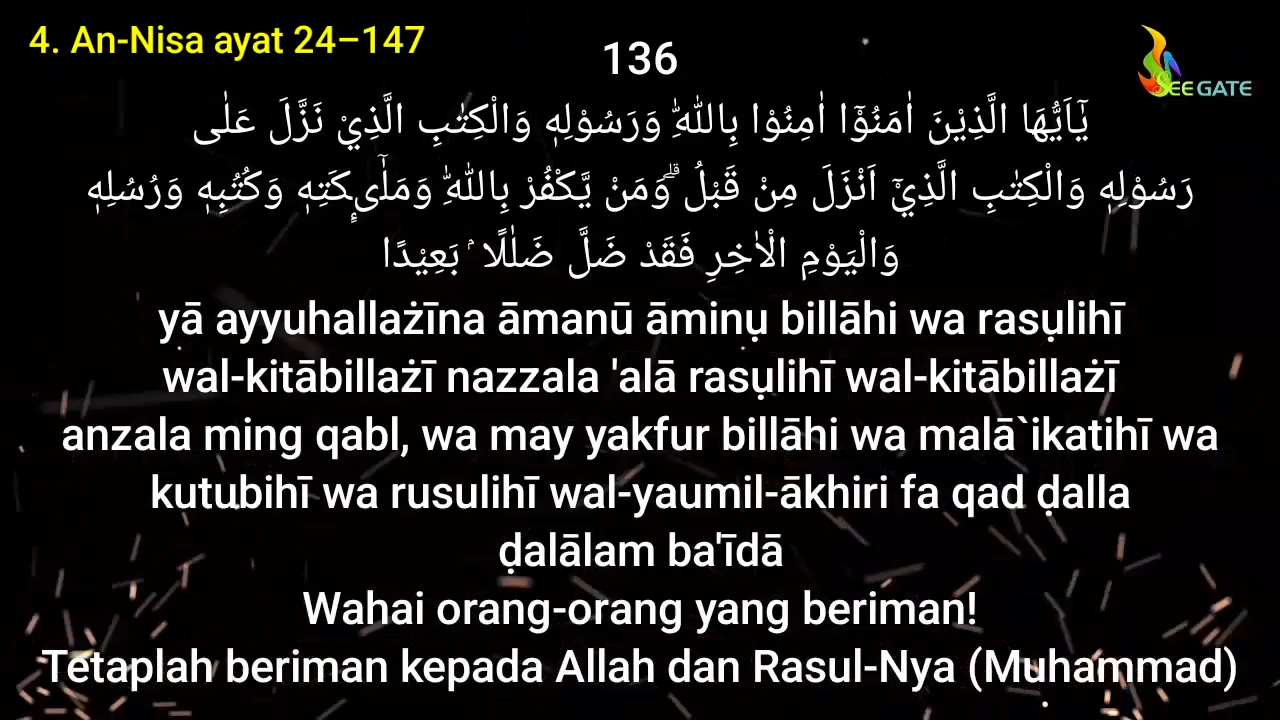 4. An-Nisa ayat 24–147
SEE GATE
136
يٰٓاَيُّهَا الَّذِيْنَ اٰمَنُوْٓا اٰمِنُوْا بِاللّٰهِ وَرَسُوْلِهٖ وَالْكِتٰبِ الَّذِيْ نَزَّلَ عَلٰى
رَسُوْلِهٖ وَالْكِتٰبِ الَّذِيْٓ اَنْزَلَ مِنْ قَبْلُ ۗوَمَنْ يَّكْفُرْ بِاللّٰهِ وَمَلٰۤىِٕكَتِهٖ وَكُتُبِهٖ وَرُسُلِهٖ
وَالْيَوْمِ الْاٰخِرِ فَقَدْ ضَلَّ ضَلٰلًا ۢ بَعِيْدًا
yā ayyuhallażīna āmanū āminụ billāhi wa rasụlihī
wal-kitābillażī nazzala 'alā rasụlihī wal-kitābillażī
anzala ming qabl, wa may yakfur billāhi wa malā`ikatihī wa
kutubihī wa rusulihī wal-yaumil-ākhiri fa qad ḍalla
ḍalālam ba'īdā
Wahai orang-orang yang beriman!
Tetaplah beriman kepada Allah dan Rasul-Nya (Muhammad)